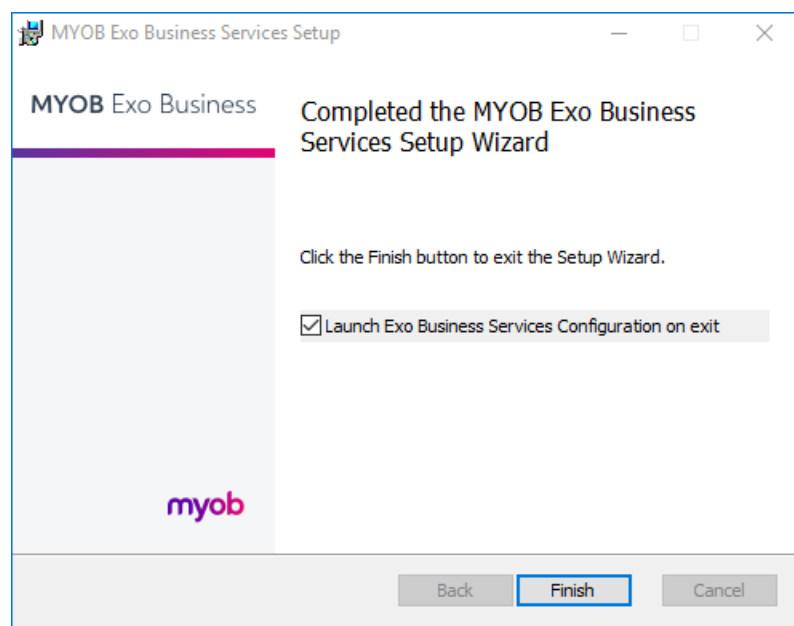 MYOB Exo Business Services Setup
MYOB Exo Business
Completed the MYOB Exo Business
Services Setup Wizard
Click the Finish button to exit the Setup Wizard.
Launch Exo Business Services Configuration on exit
myob
Back Finish Cancel